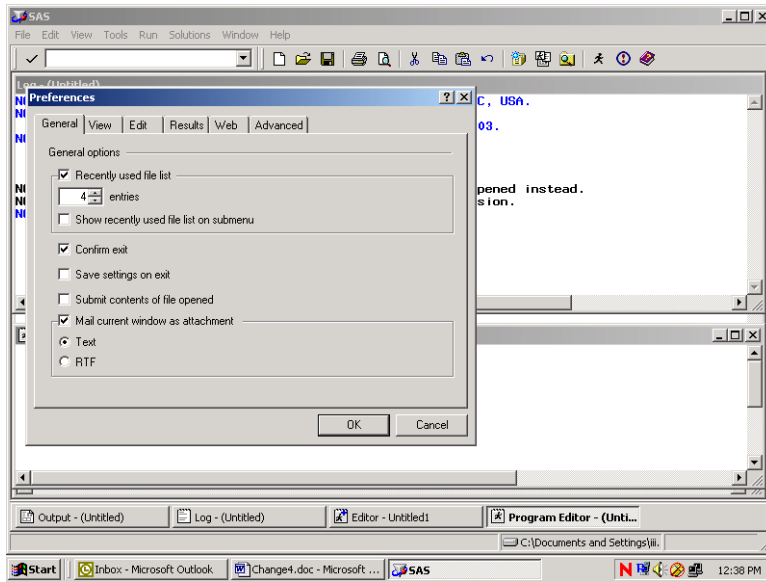 SAS
File Edit View Tools Run Solutions Window Help
Log - (Untitled)
Preferences
C, USA.
03.
pened instead.
sion.
General View Edit Results Web Advanced
General options
Recently used file list
4 entries
Show recently used file list on submenu
Confirm exit
Save settings on exit
Submit contents of file opened
Mail current window as attachment
Text
RTF
OK Cancel
Output - (Untitled) Log - (Untitled) Editor - Untitled1 Program Editor - (Unti...
C:\Documents and Settings\iii.
Start Inbox - Microsoft Outlook Change4.doc - Microsoft ... SAS 12:38 PM